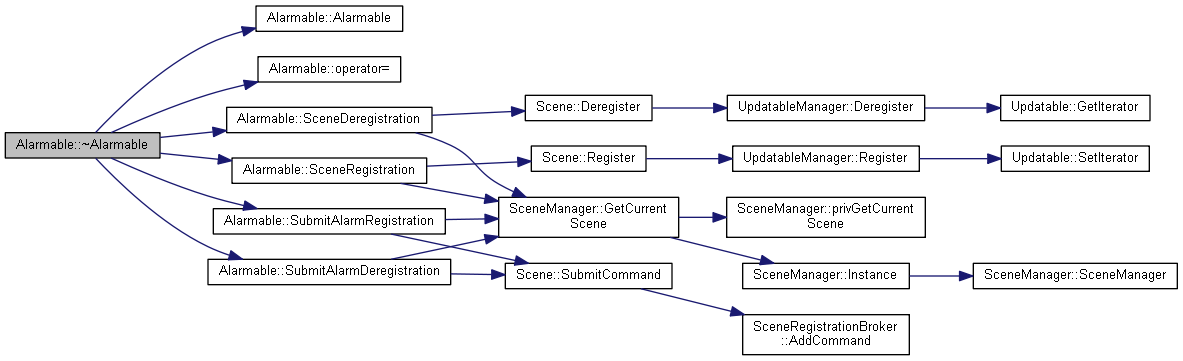 Alarmable::~Alarmable
Alarmable::Alarmable
Alarmable::operator=
Alarmable::SceneDeregistration
Alarmable::SceneRegistration
Alarmable::SubmitAlarmRegistration
Alarmable::SubmitAlarmDeregistration
Scene::Deregister
Scene::Register
SceneManager::GetCurrent
Scene
Scene::SubmitCommand
UpdatableManager::Deregister
UpdatableManager::Register
SceneManager::privGetCurrent
Scene
SceneManager::Instance
SceneRegistrationBroker
::AddCommand
Updatable::GetIterator
Updatable::SetIterator
SceneManager::SceneManager